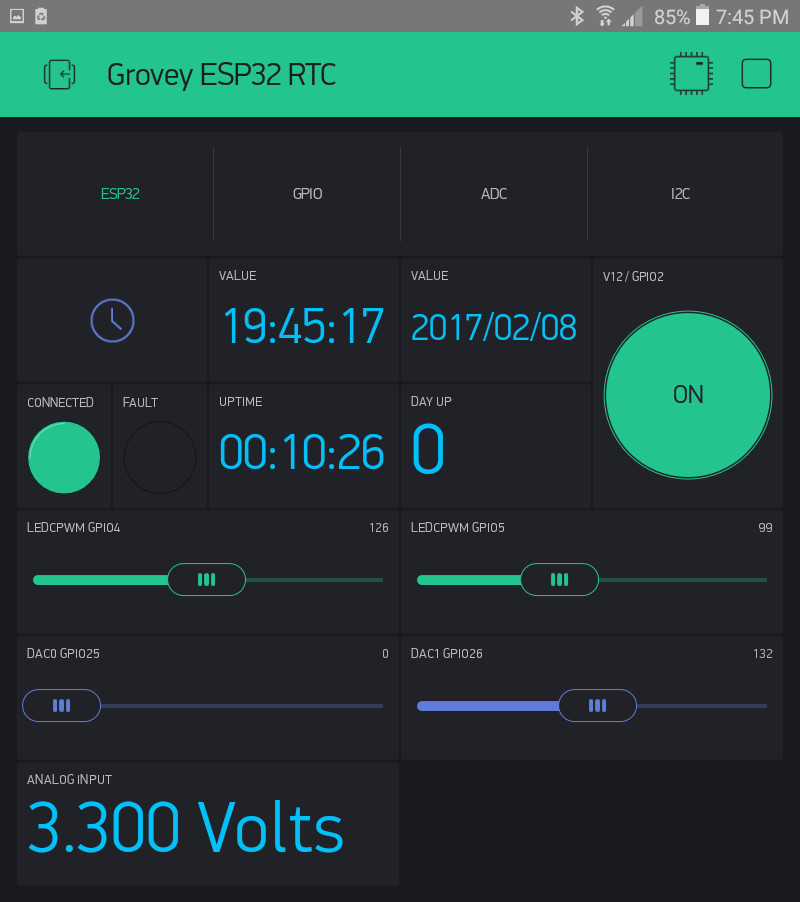 85% 7:45 PM
Grovey ESP32 RTC
ESP32 GPIO ADC I2C
VALUE VALUE V12 / GPIO2
19:45:17 2017/02/08
ON
CONNECTED FAULT UPTIME DAY UP
00:10:26 0
LEDCPWM GPIO4 126 LEDCPWM GPIO5 99
DAC0 GPIO25 0 DAC1 GPIO26 132
ANALOG INPUT
3.300 Volts